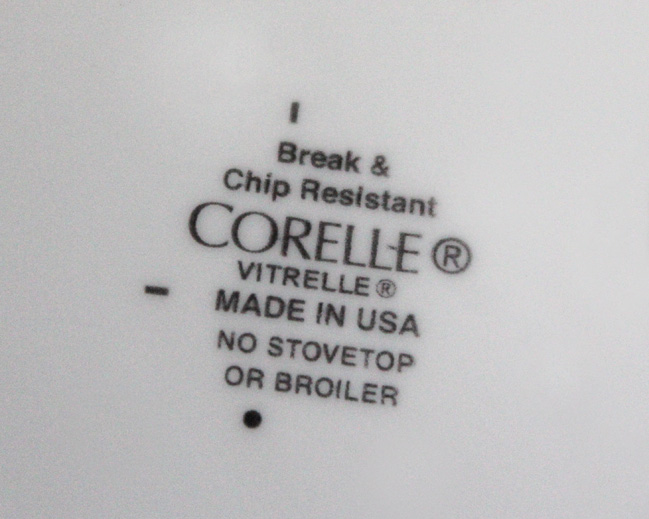 Break &
Chip Resistant
CORELLE®
VITRELLE®
MADE IN USA
NO STOVETOP
OR BROILER